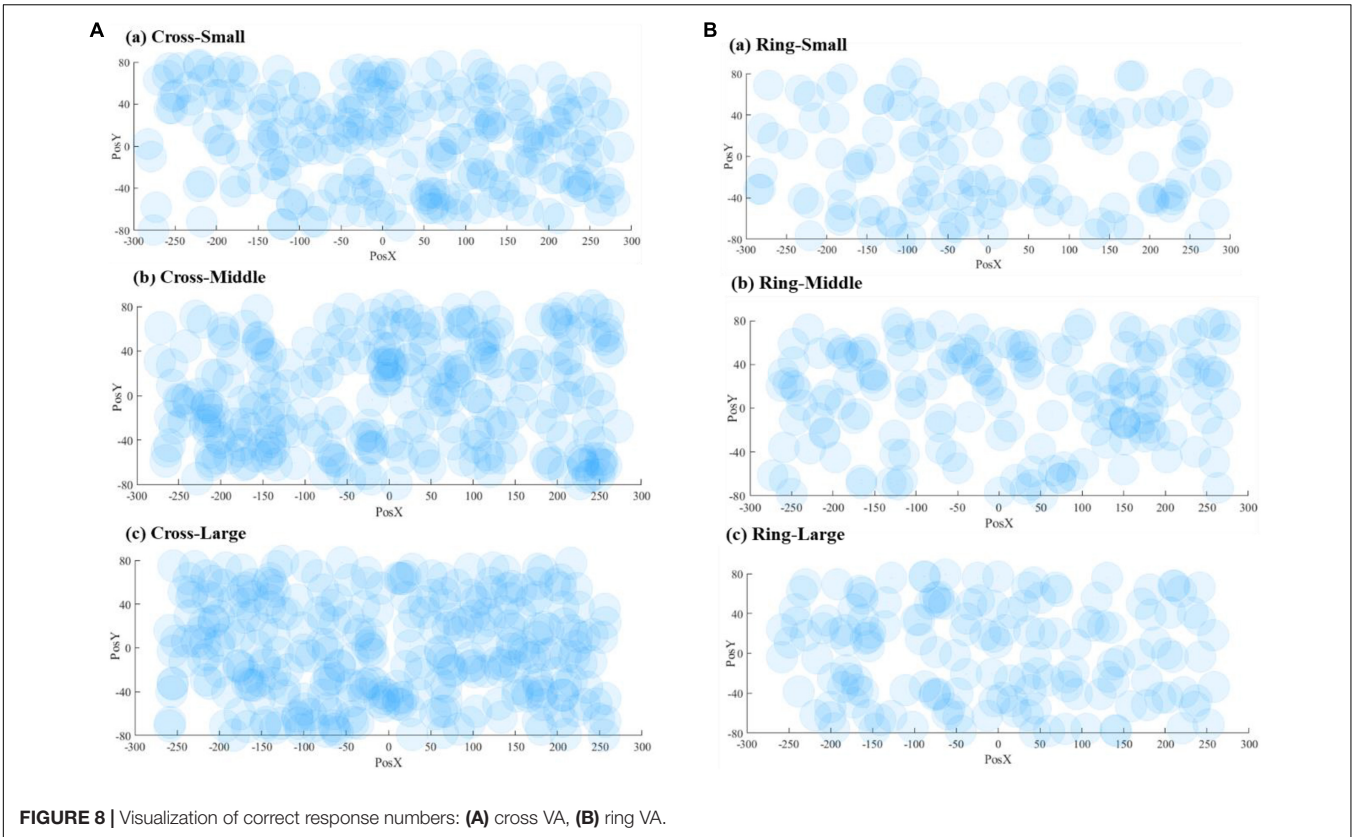 A
(a) Cross-Small
80
40
0
-40
-80
PosY
-300 -250 -200 -150 -100 -50 0 50 100 150 200 250 300
PosX
(b) Cross-Middle
80
40
0
-40
-80
PosY
-300 -250 -200 -150 -100 -50 0 50 100 150 200 250 300
PosX
(c) Cross-Large
80
40
0
-40
-80
PosY
-300 -250 -200 -150 -100 -50 0 50 100 150 200 250 300
PosX
B
(a) Ring-Small
80
40
0
-40
-80
PosY
-300 -250 -200 -150 -100 -50 0 50 100 150 200 250 300
PosX
(b) Ring-Middle
80
40
0
-40
-80
PosY
-300 -250 -200 -150 -100 -50 0 50 100 150 200 250 300
PosX
(c) Ring-Large
80
40
0
-40
-80
PosY
-300 -250 -200 -150 -100 -50 0 50 100 150 200 250 300
PosX
FIGURE 8 | Visualization of correct response numbers: (A) cross VA, (B) ring VA.